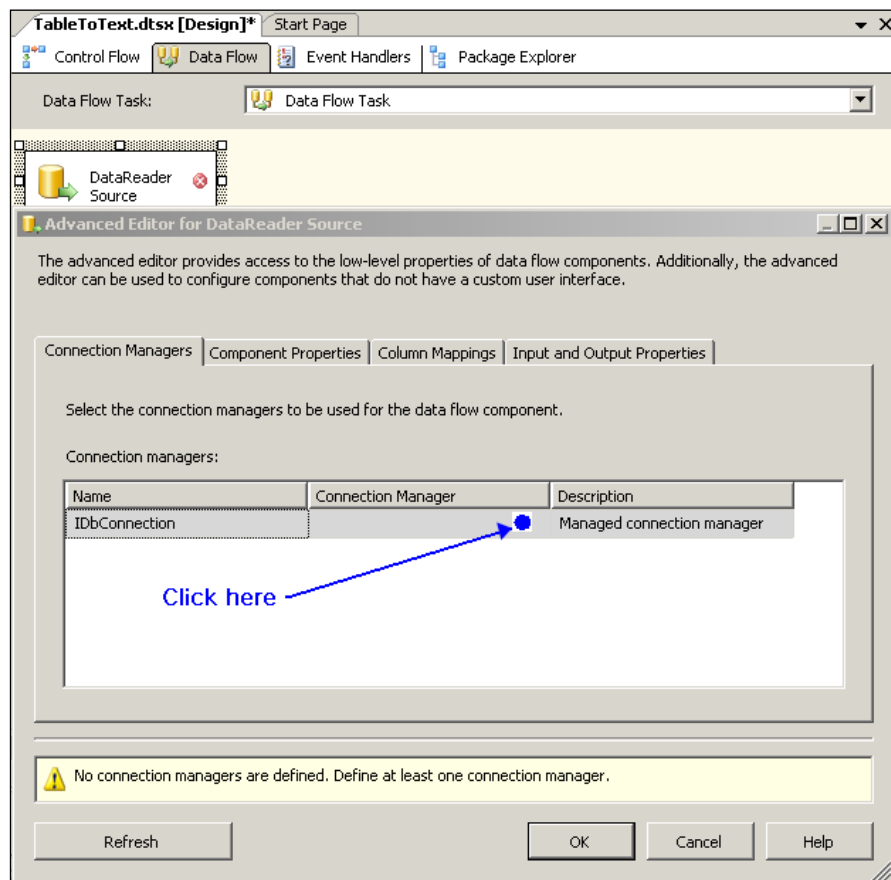 TableToText.dtsx [Design]* Start Page
Control Flow Data Flow Event Handlers Package Explorer
Data Flow Task: Data Flow Task
DataReader
Source
Advanced Editor for DataReader Source
The advanced editor provides access to the low-level properties of data flow components. Additionally, the advanced
editor can be used to configure components that do not have a custom user interface.
Connection Managers Component Properties Column Mappings Input and Output Properties
Select the connection managers to be used for the data flow component.
Connection managers:
Name Connection Manager Description
IDbConnection Managed connection manager
Click here
No connection managers are defined. Define at least one connection manager.
Refresh OK Cancel Help